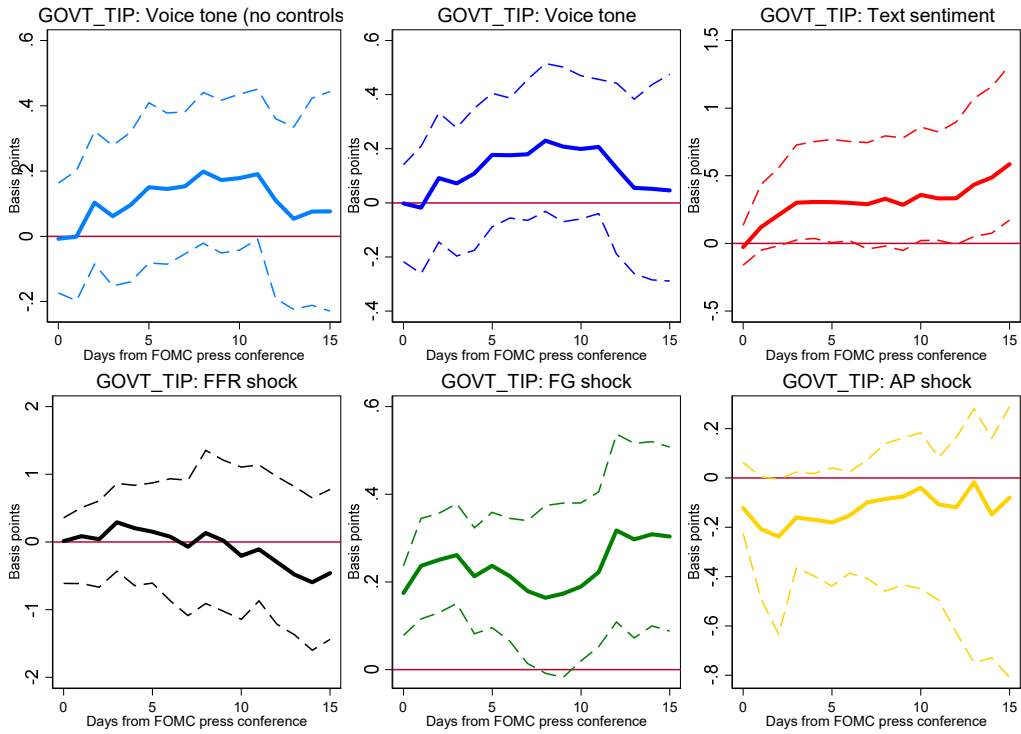 GOVT_TIP: Voice tone (no controls
Basis points
-.2 0 .2 .4 .6
0 5 10 15
Days from FOMC press conference
GOVT_TIP: Voice tone
Basis points
-.4 -.2 0 .2 .4 .6
0 5 10 15
Days from FOMC press conference
GOVT_TIP: Text sentiment
Basis points
-.5 0 .5 1 1.5
0 5 10 15
Days from FOMC press conference
GOVT_TIP: FFR shock
Basis points
-2 -1 0 1 2
0 5 10 15
Days from FOMC press conference
GOVT_TIP: FG shock
Basis points
0 .2 .4 .6
0 5 10 15
Days from FOMC press conference
GOVT_TIP: AP shock
Basis points
-.8 -.6 -.4 -.2 0 .2
0 5 10 15
Days from FOMC press conference